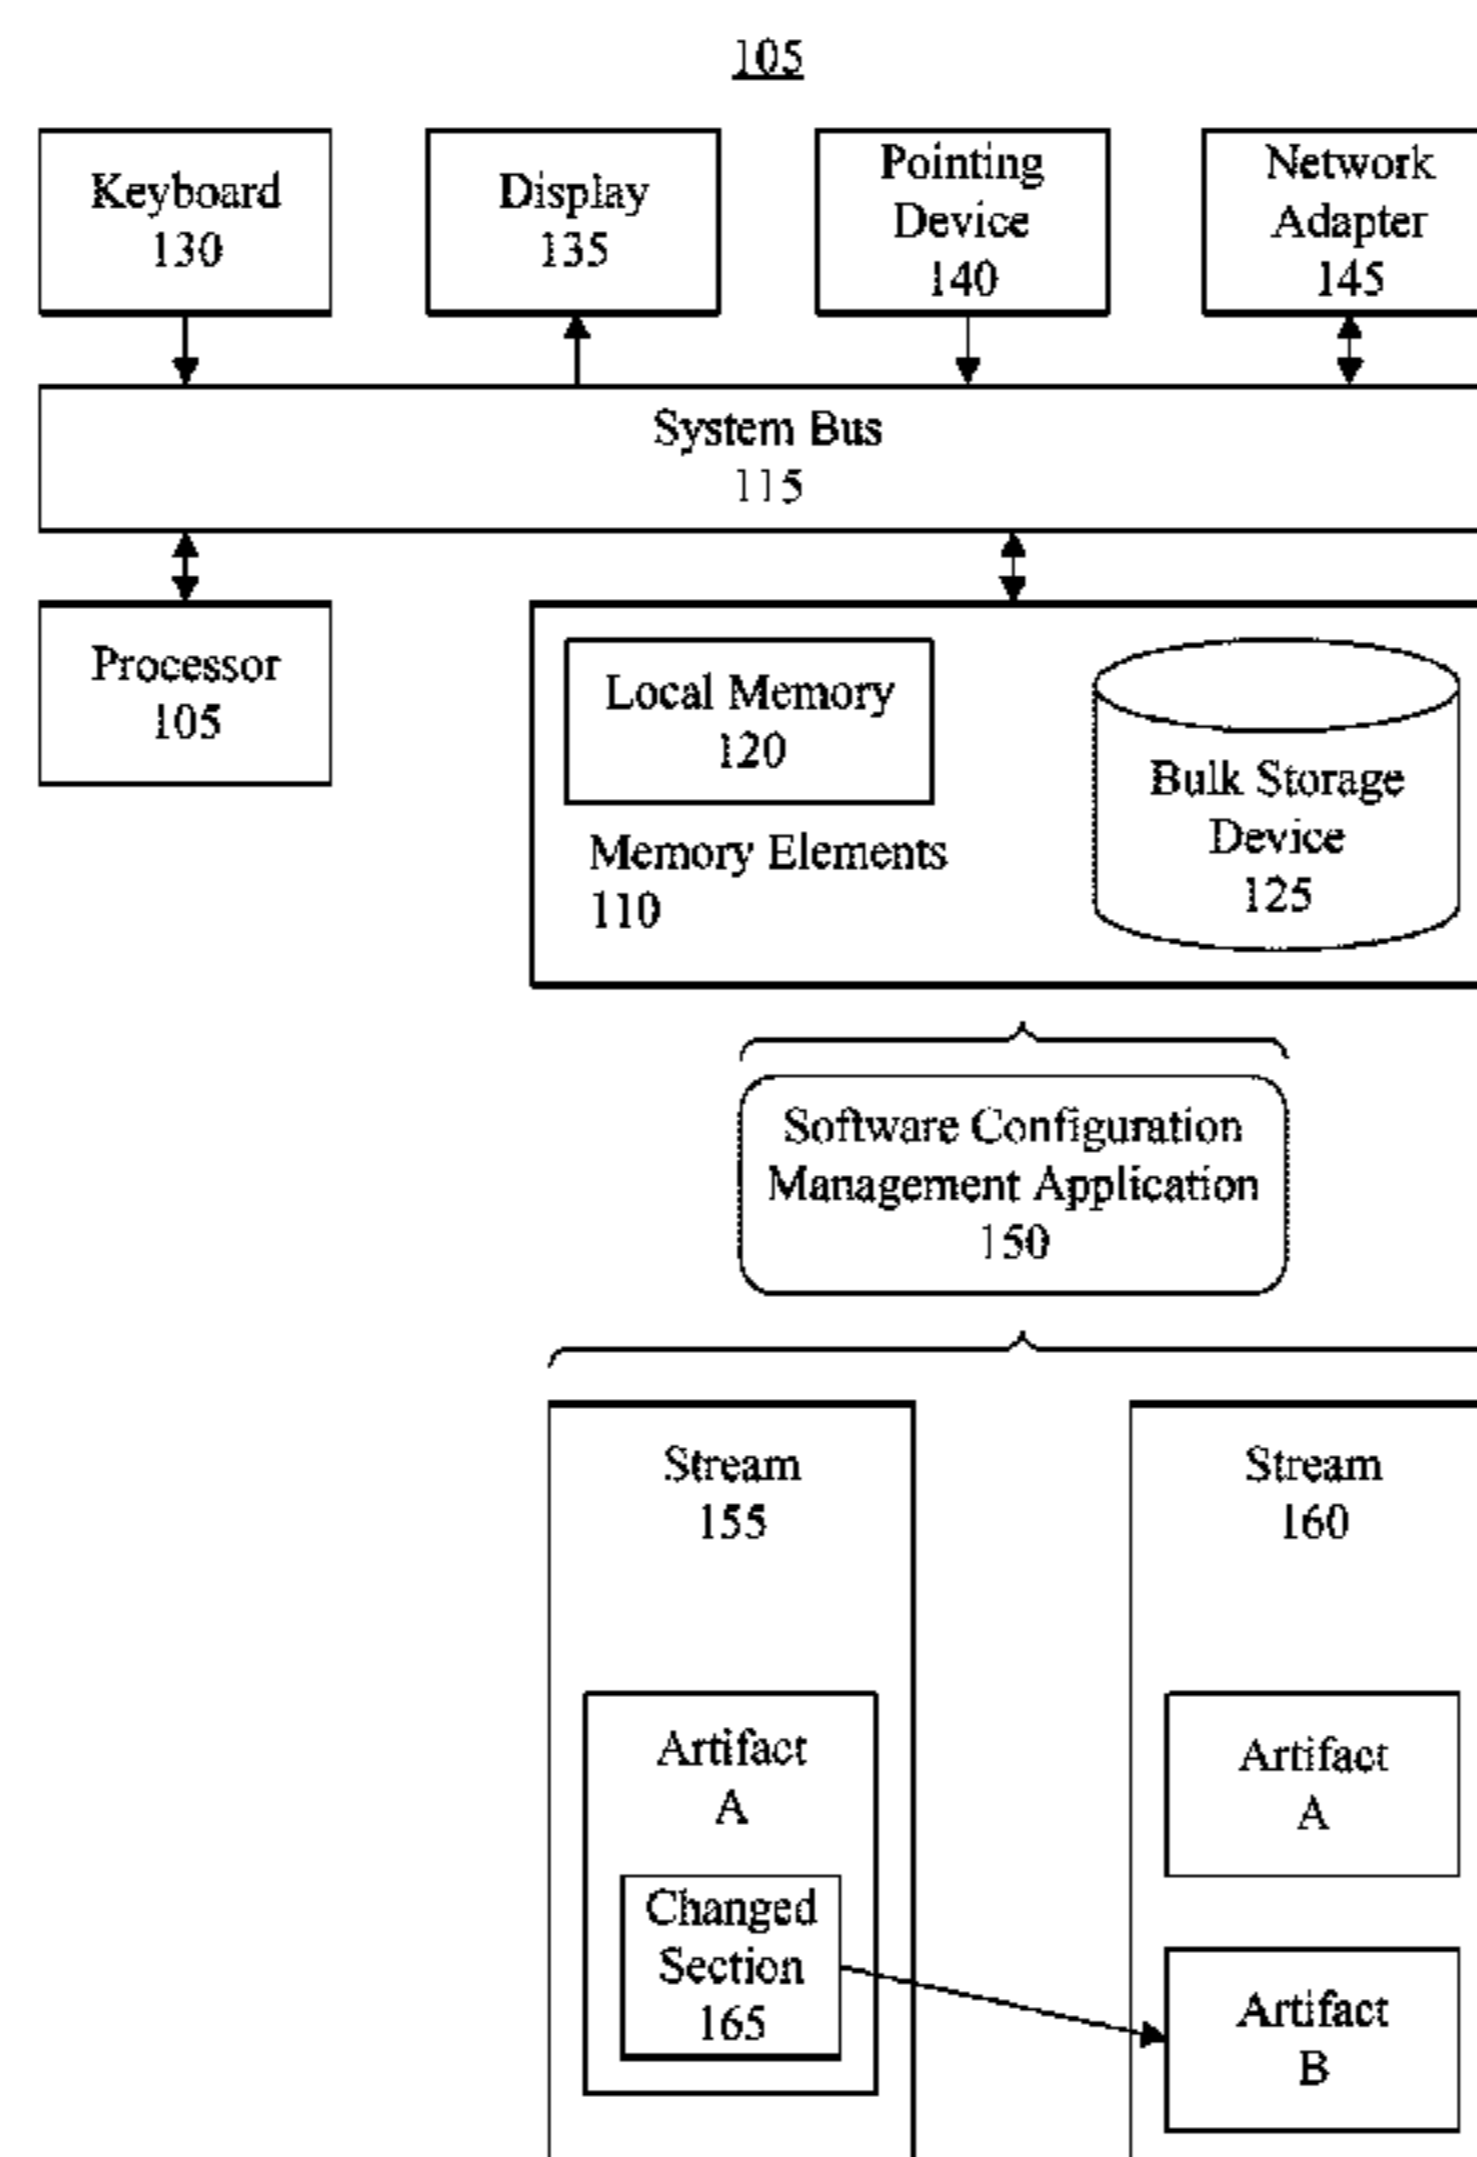 105
Keyboard
130
Display
135
Pointing
Device
140
Network
Adapter
145
System Bus
115
Processor
105
Local Memory
120
Memory Elements
110
Bulk Storage
Device
125
Software Configuration
Management Application
150
Stream
155
Artifact
A
Changed
Section
165
Stream
160
Artifact
A
Artifact
B